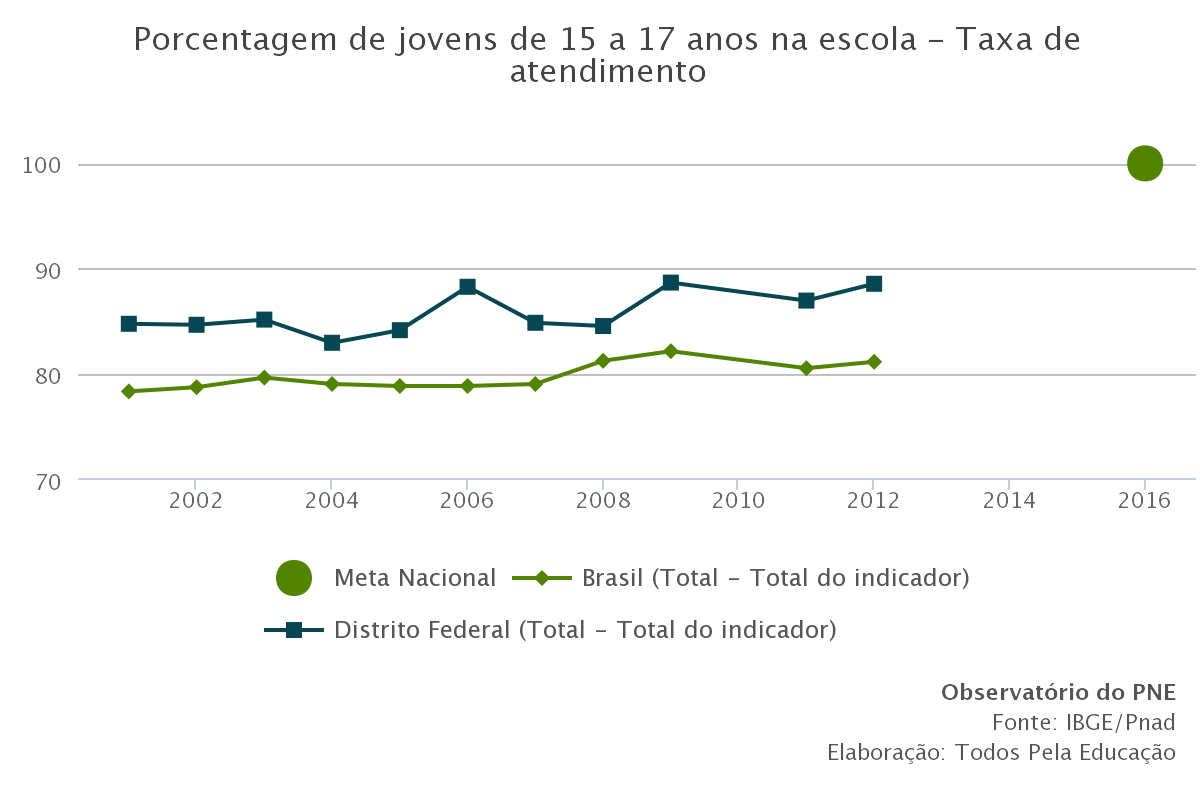 Porcentagem de jovens de 15 a 17 anos na escola – Taxa de
atendimento
100
90
80
70
2002 2004 2006 2008 2010 2012 2014 2016
Meta Nacional Brasil (Total – Total do indicador)
Distrito Federal (Total – Total do indicador)
Observatório do PNE
Fonte: IBGE/Pnad
Elaboração: Todos Pela Educação